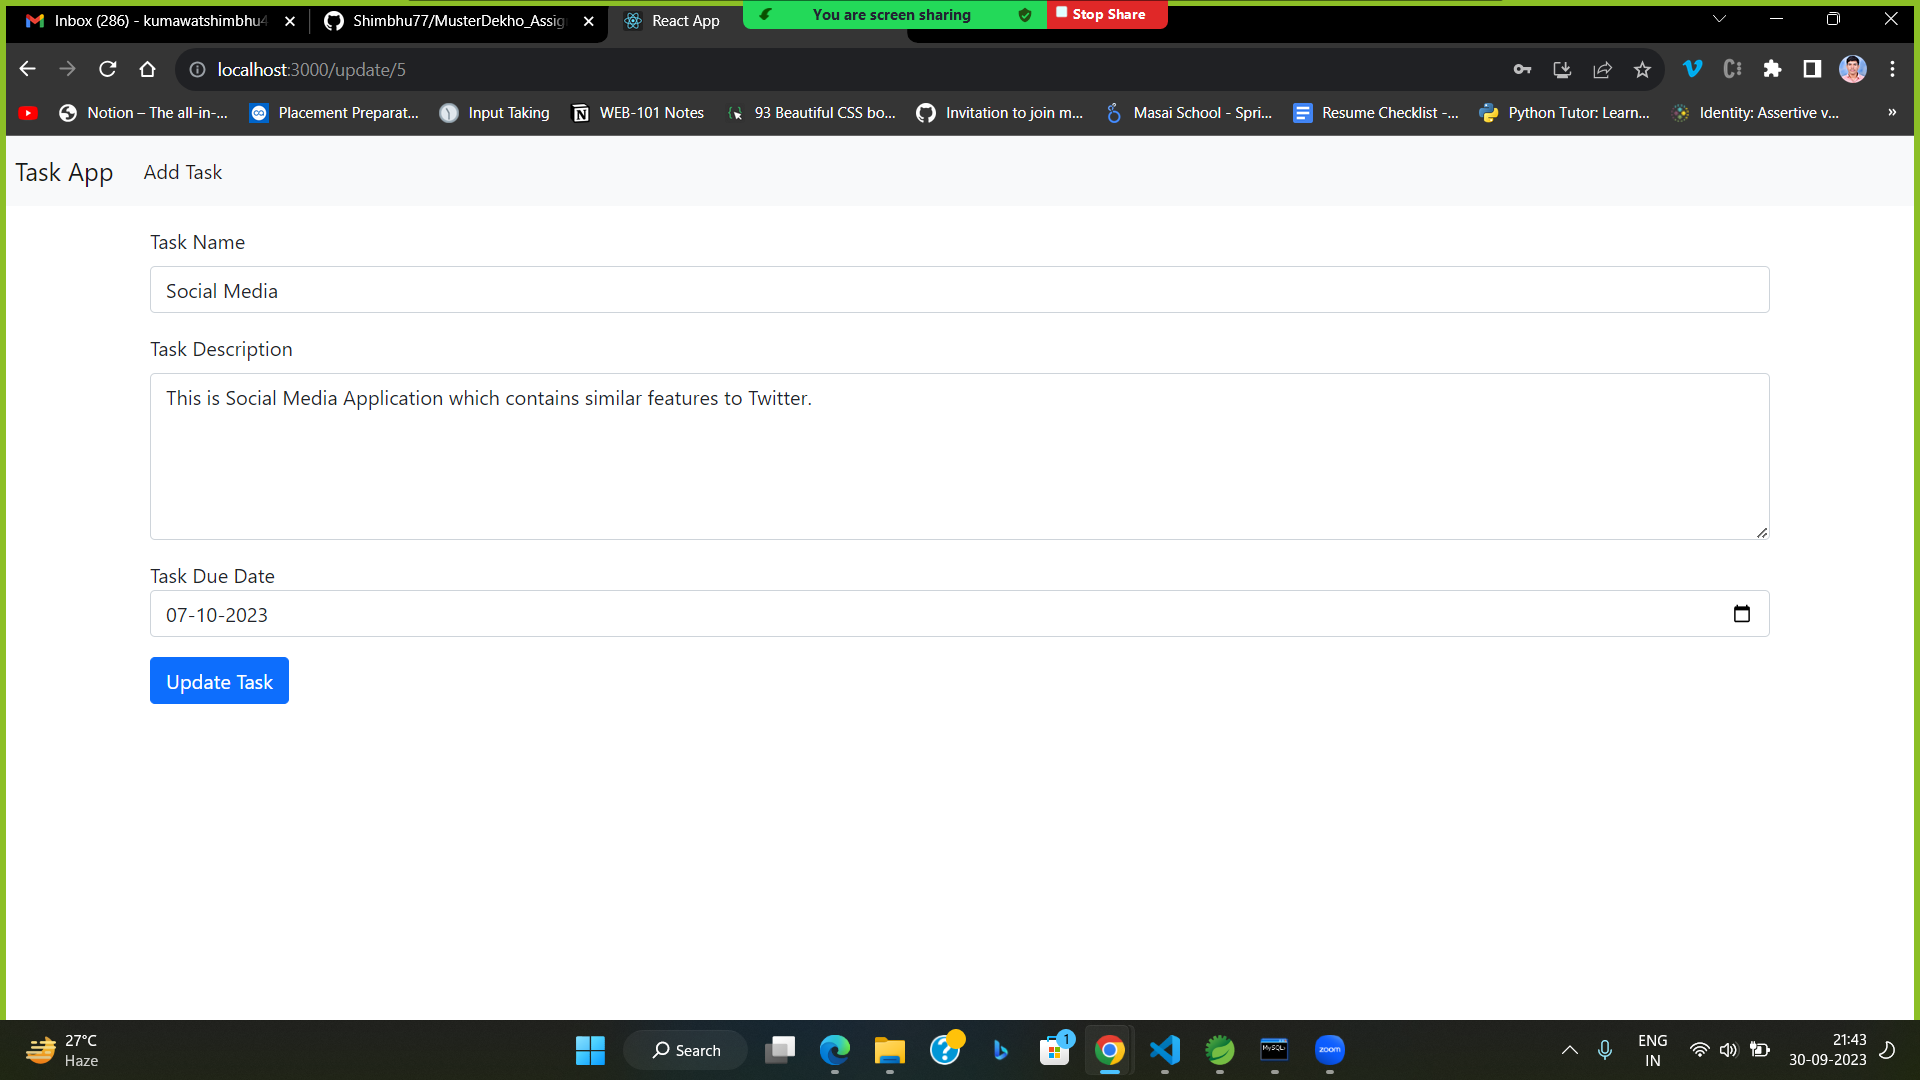 Inbox (286) - kumawatshimbhu4
Shimbhu77/MusterDekho_Assig
React App
You are screen sharing
Stop Share
localhost:3000/update/5
Notion – The all-in-...
Placement Preparat...
Input Taking
WEB-101 Notes
93 Beautiful CSS bo...
Invitation to join m...
Masai School - Spri...
Resume Checklist -...
Python Tutor: Learn...
Identity: Assertive v...
»
Task App
Add Task
Task Name
Social Media
Task Description
This is Social Media Application which contains similar features to Twitter.
Task Due Date
07-10-2023
Update Task
27°C
Haze
Search
1
MySQL
zoom
ENG
IN
21:43
30-09-2023